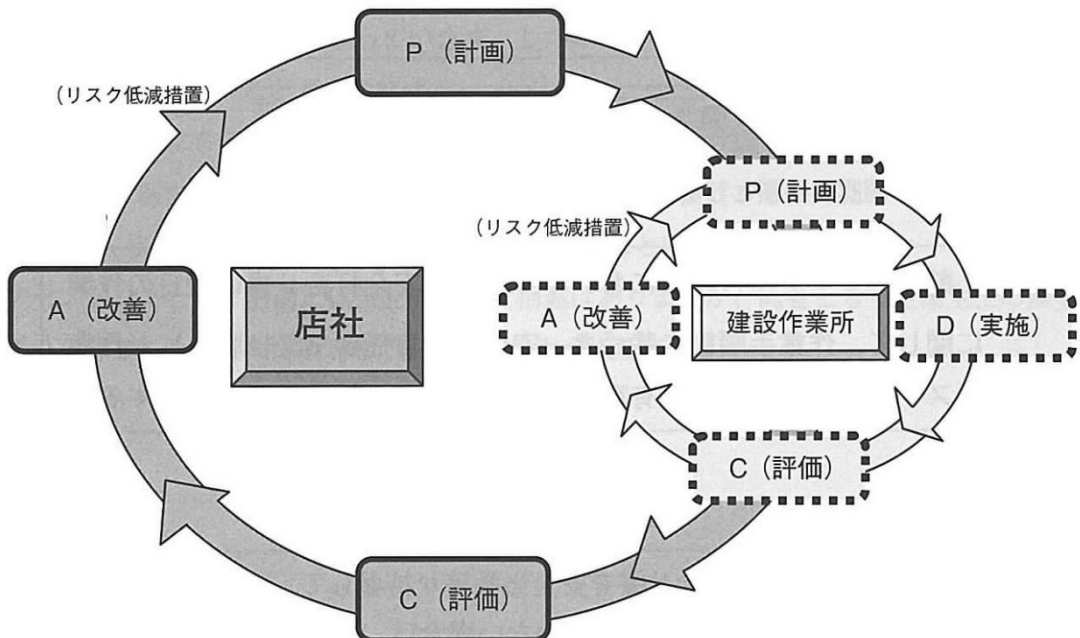 P（計画）
（リスク低減措置）
P（計画）
（リスク低減措置）
A（改善）
店社
A（改善）
建設作業所
D（実施）
C（評価）
C（評価）